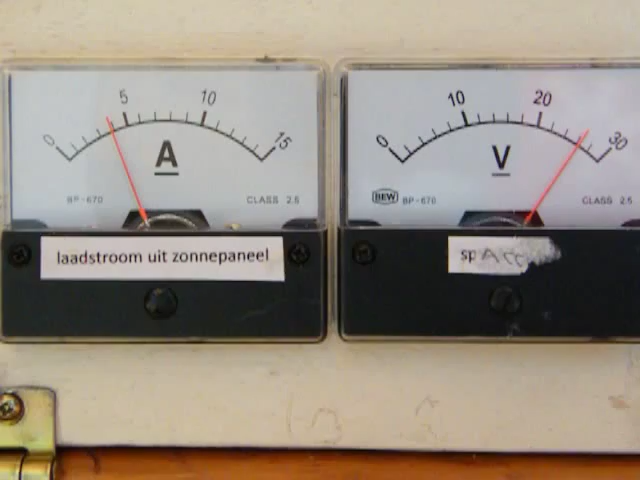 0 5 10 15
A
BP-670 CLASS 2.5
laadstroom uit zonnepaneel
0 10 20 30
V
BEW BP-670 CLASS 2.5